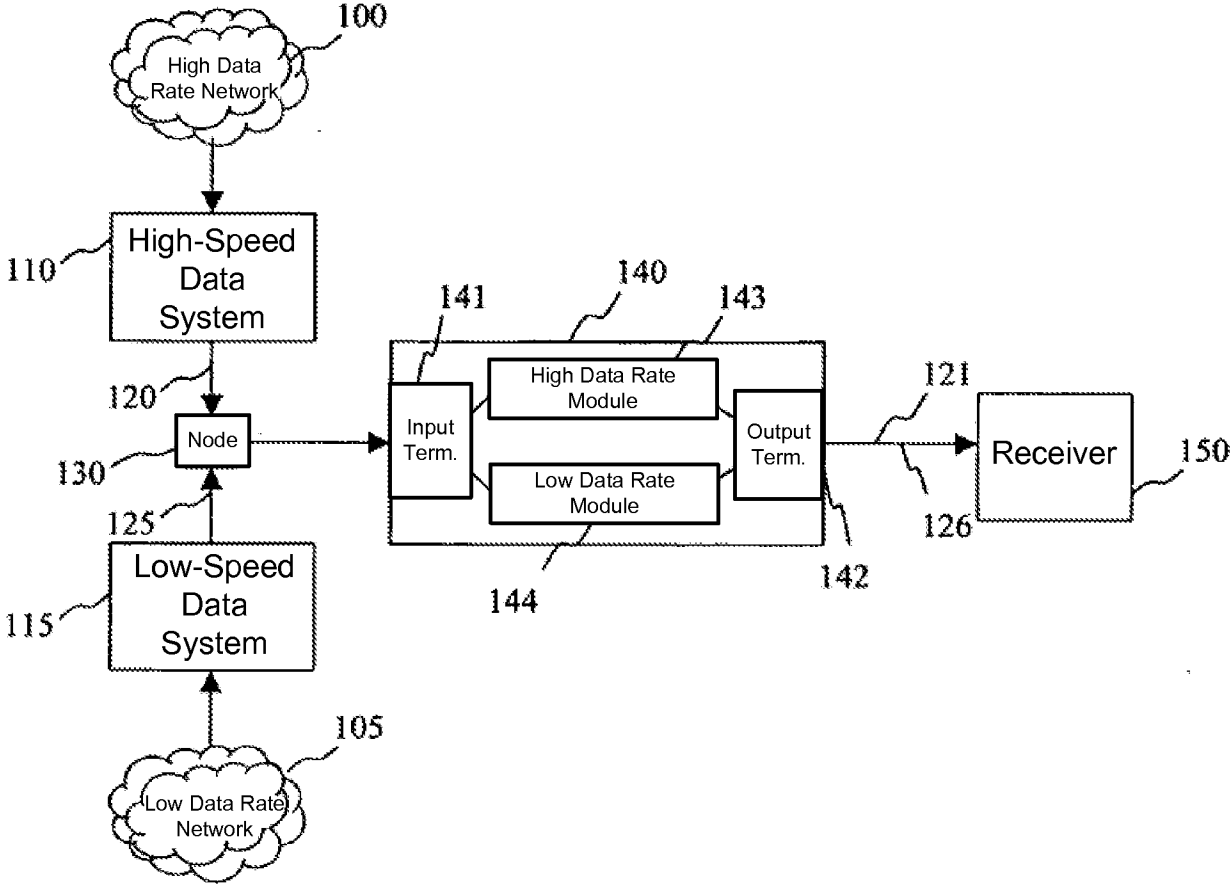 100
High Data
Rate Network
110
High-Speed
Data
System
120
130
Node
125
115
Low-Speed
Data
System
105
Low Data Rate
Network
140
141
143
Input
Term.
High Data Rate
Module
Low Data Rate
Module
144
Output
Term.
142
121
126
Receiver
150